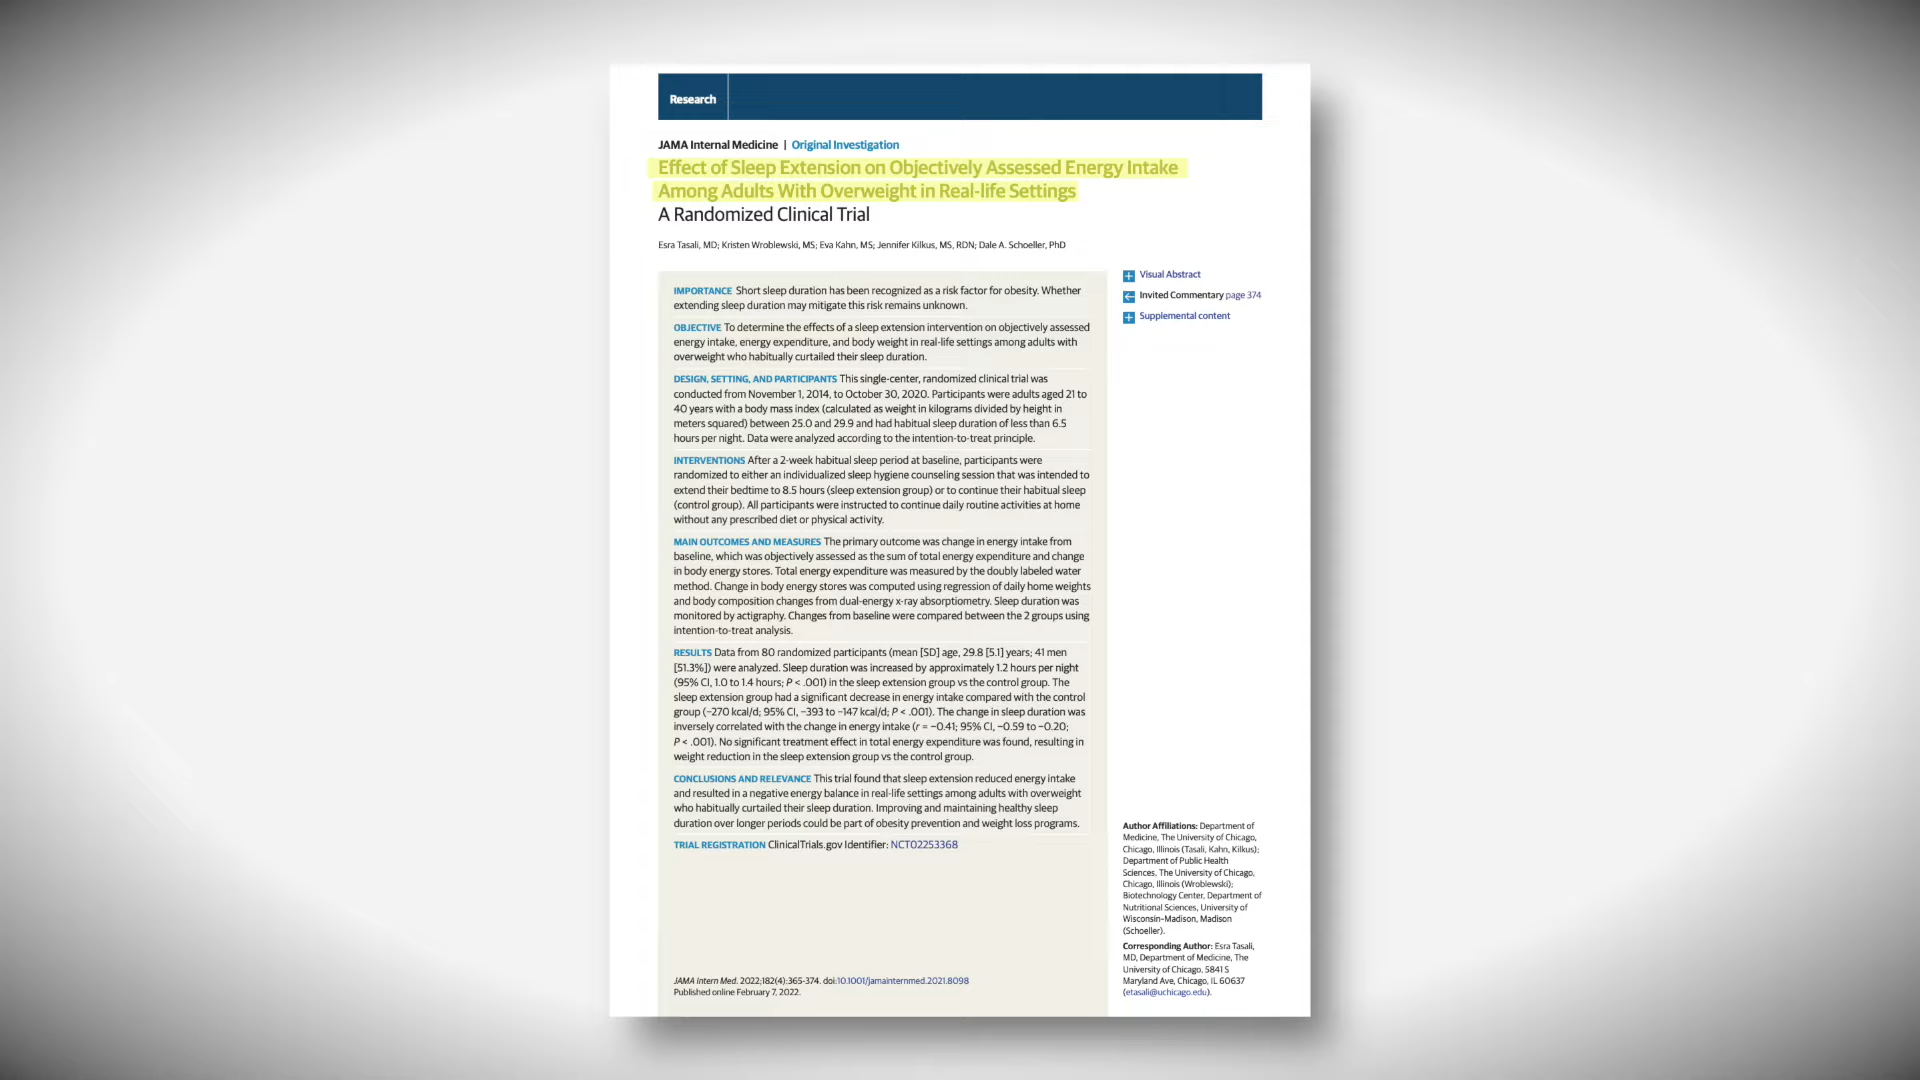 Research
JAMA Internal Medicine | Original Investigation
Effect of Sleep Extension on Objectively Assessed Energy Intake
Among Adults With Overweight in Real-life Settings
A Randomized Clinical Trial
Esra Tasali, MD; Kristen Wroblewski, MS; Eva Kahn, MS; Jennifer Kilkus, MS, RDN; Dale A. Schoeller, PhD
IMPORTANCE Short sleep duration has been recognized as a risk factor for obesity. Whether
extending sleep duration may mitigate this risk remains unknown.
OBJECTIVE To determine the effects of a sleep extension intervention on objectively assessed
energy intake, energy expenditure, and body weight in real-life settings among adults with
overweight who habitually curtailed their sleep duration.
DESIGN, SETTING, AND PARTICIPANTS This single-center, randomized clinical trial was
conducted from November 1, 2014, to October 30, 2020. Participants were adults aged 21 to
40 years with a body mass index (calculated as weight in kilograms divided by height in
meters squared) between 25.0 and 29.9 and had habitual sleep duration of less than 6.5
hours per night. Data were analyzed according to the intention-to-treat principle.
INTERVENTIONS After a 2-week habitual sleep period at baseline, participants were
randomized to either an individualized sleep hygiene counseling session that was intended to
extend their bedtime to 8.5 hours (sleep extension group) or to continue their habitual sleep
(control group). All participants were instructed to continue daily routine activities at home
without any prescribed diet or physical activity.
MAIN OUTCOMES AND MEASURES The primary outcome was change in energy intake from
baseline, which was objectively assessed as the sum of total energy expenditure and change
in body energy stores. Total energy expenditure was measured by the doubly labeled water
method. Change in body energy stores was computed using regression of daily home weights
and body composition changes from dual-energy x-ray absorptiometry. Sleep duration was
monitored by actigraphy. Changes from baseline were compared between the 2 groups using
intention-to-treat analysis.
RESULTS Data from 80 randomized participants (mean [SD] age, 29.8 [5.1] years; 41 men
[51.3%]) were analyzed. Sleep duration was increased by approximately 1.2 hours per night
(95% CI, 1.0 to 1.4 hours; P < .001) in the sleep extension group vs the control group. The
sleep extension group had a significant decrease in energy intake compared with the control
group (−270 kcal/d; 95% CI, −393 to −147 kcal/d; P < .001). The change in sleep duration was
inversely correlated with the change in energy intake (r = −0.41; 95% CI, −0.59 to −0.20;
P < .001). No significant treatment effect in total energy expenditure was found, resulting in
weight reduction in the sleep extension group vs the control group.
CONCLUSIONS AND RELEVANCE This trial found that sleep extension reduced energy intake
and resulted in a negative energy balance in real-life settings among adults with overweight
who habitually curtailed their sleep duration. Improving and maintaining healthy sleep
duration over longer periods could be part of obesity prevention and weight loss programs.
TRIAL REGISTRATION ClinicalTrials.gov Identifier: NCT02253368
JAMA Intern Med. 2022;182(4):365-374. doi:10.1001/jamainternmed.2021.8098
Published online February 7, 2022.
Visual Abstract
Invited Commentary page 374
Supplemental content
Author Affiliations: Department of
Medicine, The University of Chicago,
Chicago, Illinois (Tasali, Kahn, Kilkus);
Department of Public Health
Sciences, The University of Chicago,
Chicago, Illinois (Wroblewski);
Biotechnology Center, Department of
Nutritional Sciences, University of
Wisconsin–Madison, Madison
(Schoeller).
Corresponding Author: Esra Tasali,
MD, Department of Medicine, The
University of Chicago, 5841 S
Maryland Ave, Chicago, IL 60637
(etasali@uchicago.edu).